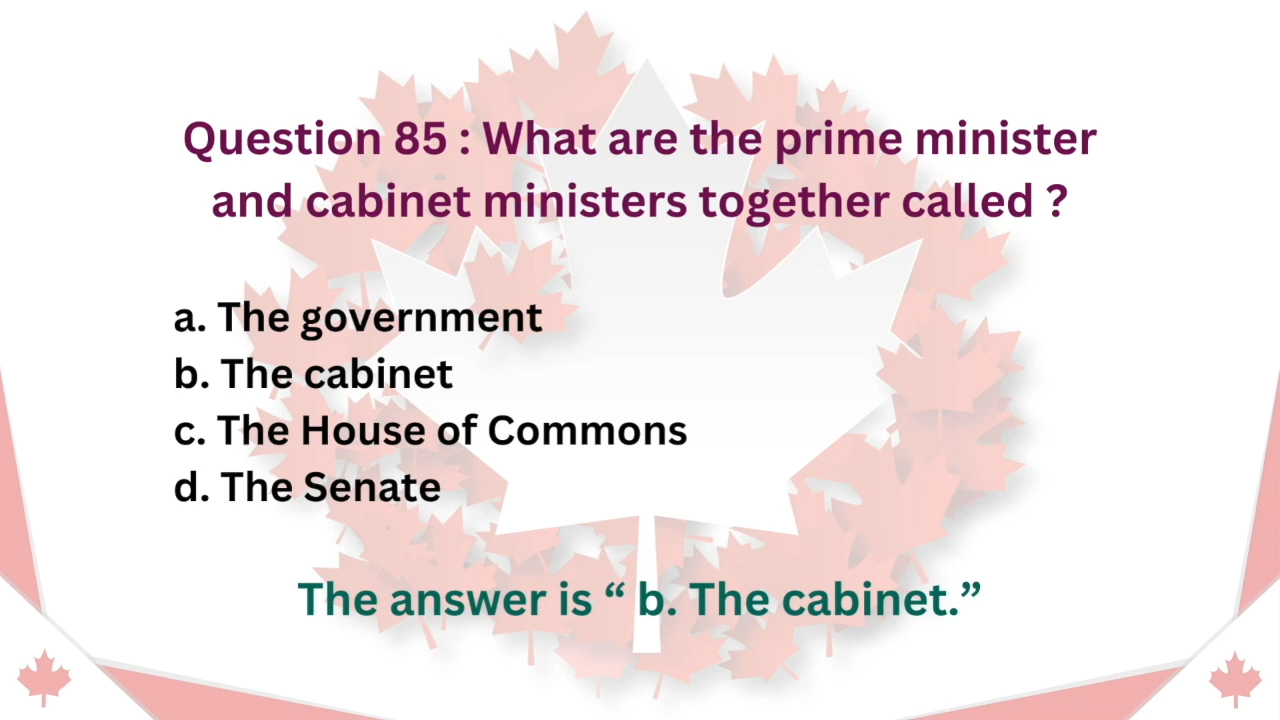 Question 85 : What are the prime minister
and cabinet ministers together called ?
a. The government
b. The cabinet
c. The House of Commons
d. The Senate
The answer is “ b. The cabinet.”